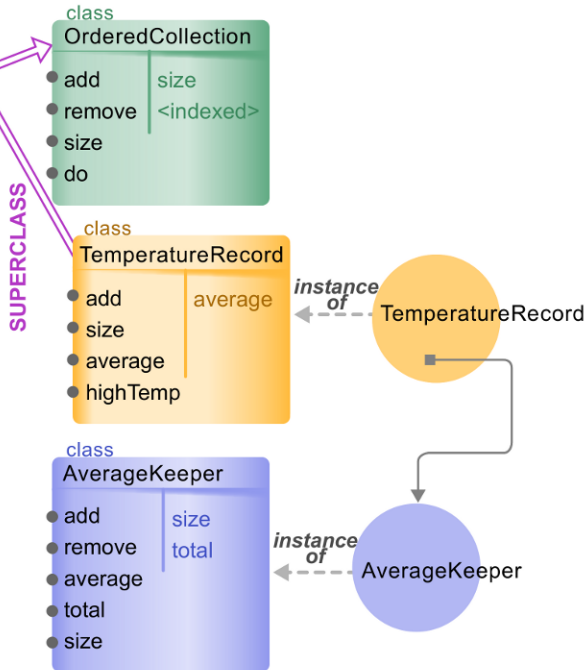 class
OrderedCollection
add
remove
size
do
size
<indexed>
SUPERCLASS
class
TemperatureRecord
add
size
average
highTemp
average
instance
of
TemperatureRecord
class
AverageKeeper
add
remove
average
total
size
size
total
instance
of
AverageKeeper